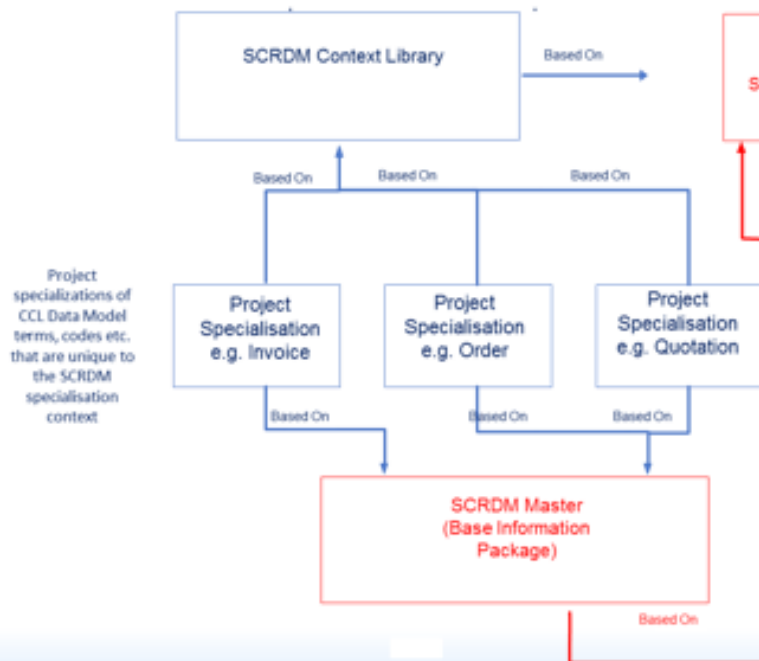 SCRDM Context Library
Based On
S
Based On
Based On
Based On
Project
specializations of
CCL Data Model
terms, codes etc.
that are unique to
the SCRDM
specialisation
context
Project
Specialisation
e.g. Invoice
Project
Specialisation
e.g. Order
Project
Specialisation
e.g. Quotation
Based On
Based On
Based On
SCRDM Master
(Base Information
Package)
Based On